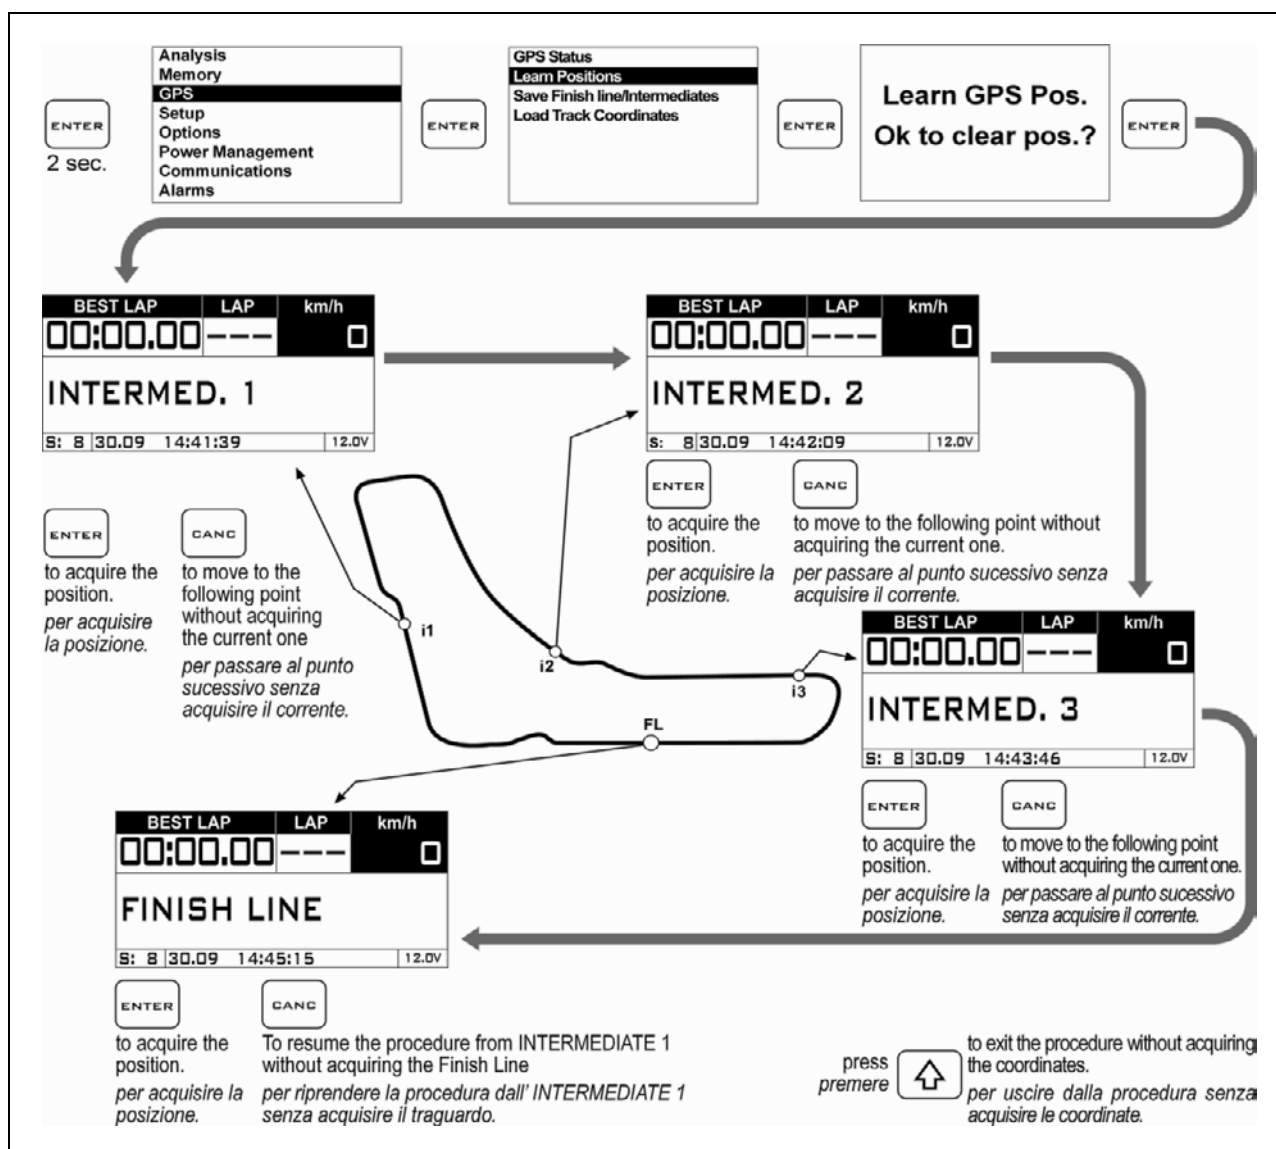 ENTER
2 sec.
Analysis
Memory
GPS
Setup
Options
Power Management
Communications
Alarms
ENTER
GPS Status
Learn Positions
Save Finish line/Intermediates
Load Track Coordinates
ENTER
Learn GPS Pos.
Ok to clear pos.?
ENTER
BEST LAP LAP km/h
00:00.00 --- 0
INTERMED. 1
S: 8 30.09 14:41:39 12.0V
ENTER
to acquire the
position.
per acquisire
la posizione.
CANC
to move to the
following point
without acquiring
the current one
per passare al punto
sucessivo senza
acquisire il corrente.
BEST LAP LAP km/h
00:00.00 --- 0
INTERMED. 2
S: 8 30.09 14:42:09 12.0V
ENTER
to acquire the
position.
per acquisire la
posizione.
CANC
to move to the following point without
acquiring the current one.
per passare al punto sucessivo senza
acquisire il corrente.
i1
i2
i3
FL
BEST LAP LAP km/h
00:00.00 --- 0
INTERMED. 3
S: 8 30.09 14:43:46 12.0V
ENTER
to acquire the
position.
per acquisire la
posizione.
CANC
to move to the following point
without acquiring the current one.
per passare al punto sucessivo
senza acquisire il corrente.
BEST LAP LAP km/h
00:00.00 --- 0
FINISH LINE
S: 8 30.09 14:45:15 12.0V
ENTER
to acquire the
position.
per acquisire la
posizione.
CANC
To resume the procedure from INTERMEDIATE 1
without acquiring the Finish Line
per riprendere la procedura dall' INTERMEDIATE 1
senza acquisire il traguardo.
press
premere
to exit the procedure without acquiring
the coordinates.
per uscire dalla procedura senza
acquisire le coordinate.